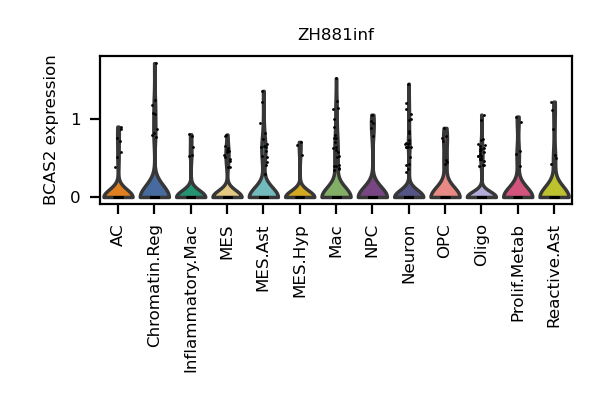 ZH881inf
BCAS2 expression
1
0
AC
Chromatin.Reg
Inflammatory.Mac
MES
MES.Ast
MES.Hyp
Mac
NPC
Neuron
OPC
Oligo
Prolif.Metab
Reactive.Ast